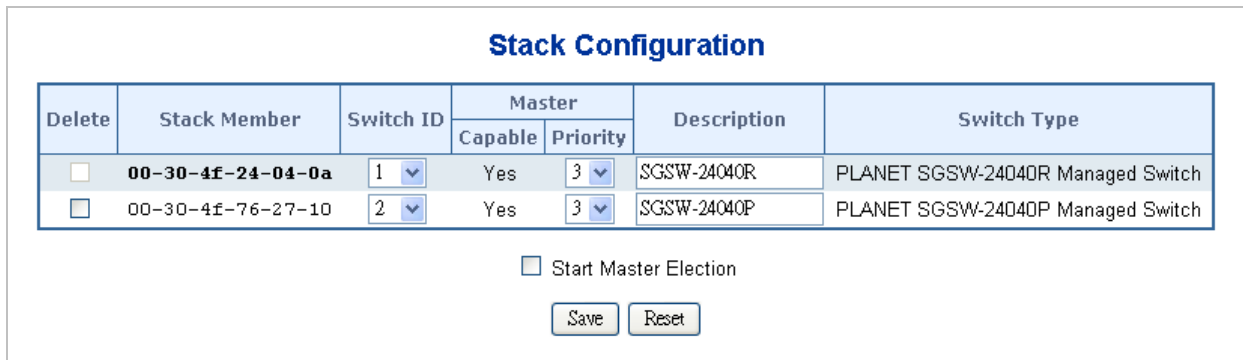 Stack Configuration
Delete Stack Member Switch ID Master Description Switch Type
Capable Priority
00-30-4f-24-04-0a 1 Yes 3 SGSW-24040R PLANET SGSW-24040R Managed Switch
00-30-4f-76-27-10 2 Yes 3 SGSW-24040P PLANET SGSW-24040P Managed Switch
Start Master Election
Save Reset